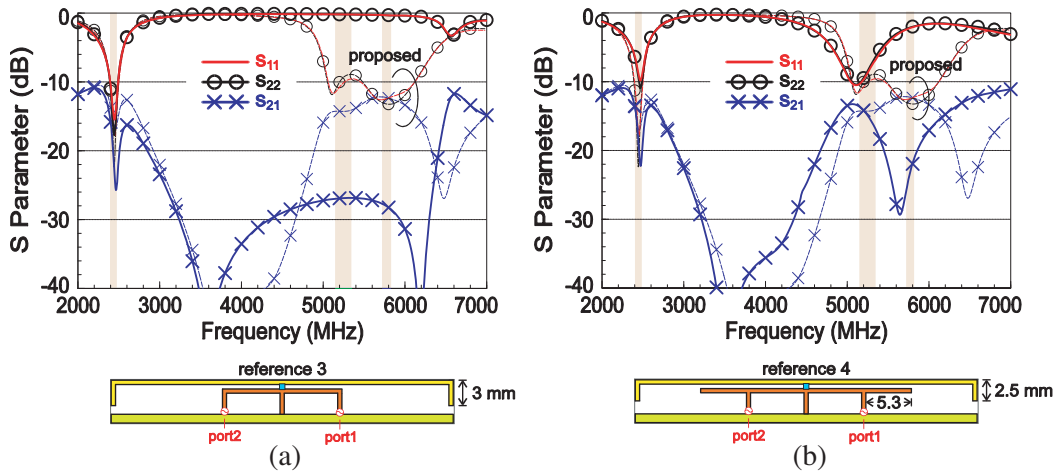 S Parameter (dB)
0
-10
-20
-30
-40
proposed
S11
S22
S21
2000 3000 4000 5000 6000 7000
Frequency (MHz)
reference 3
3 mm
port2 port1
(a)
S Parameter (dB)
0
-10
-20
-30
-40
proposed
S11
S22
S21
2000 3000 4000 5000 6000 7000
Frequency (MHz)
reference 4
2.5 mm
5.3
port2 port1
(b)